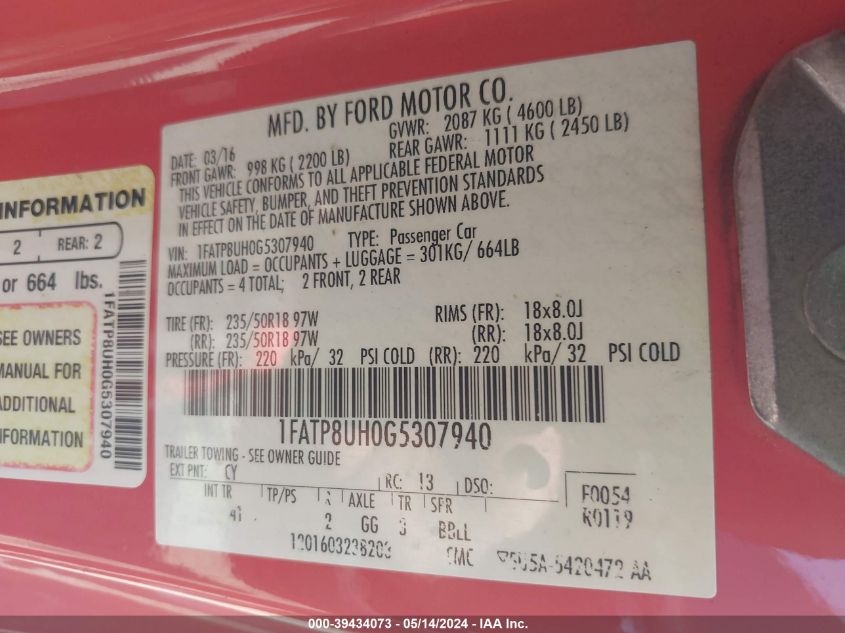 INFORMATION
2 REAR: 2
or 664 lbs.
SEE OWNERS
MANUAL FOR
ADDITIONAL
INFORMATION
1FATP8UH0G5307940
MFD. BY FORD MOTOR CO.
DATE: 03/16 GVWR: 2087 KG ( 4600 LB)
FRONT GAWR: 998 KG ( 2200 LB) REAR GAWR: 1111 KG ( 2450 LB)
THIS VEHICLE CONFORMS TO ALL APPLICABLE FEDERAL MOTOR
VEHICLE SAFETY, BUMPER, AND THEFT PREVENTION STANDARDS
IN EFFECT ON THE DATE OF MANUFACTURE SHOWN ABOVE.
VIN: 1FATP8UH0G5307940 TYPE: Passenger Car
MAXIMUM LOAD = OCCUPANTS + LUGGAGE = 301KG/ 664LB
OCCUPANTS = 4 TOTAL; 2 FRONT, 2 REAR
TIRE (FR): 235/50R18 97W RIMS (FR): 18x8.0J
(RR): 235/50R18 97W (RR): 18x8.0J
PRESSURE (FR): 220 kPa/ 32 PSI COLD (RR): 220 kPa/ 32 PSI COLD
1FATP8UH0G5307940
TRAILER TOWING - SEE OWNER GUIDE
EXT PNT: CY RC: 13 DSO: F0054
INT TR TP/PS R AXLE TR SFR R0119
41 2 GG 3 BBLL
1201603238203 5U5A-5420472 AA
000-39434073 - 05/14/2024 - IAA Inc.